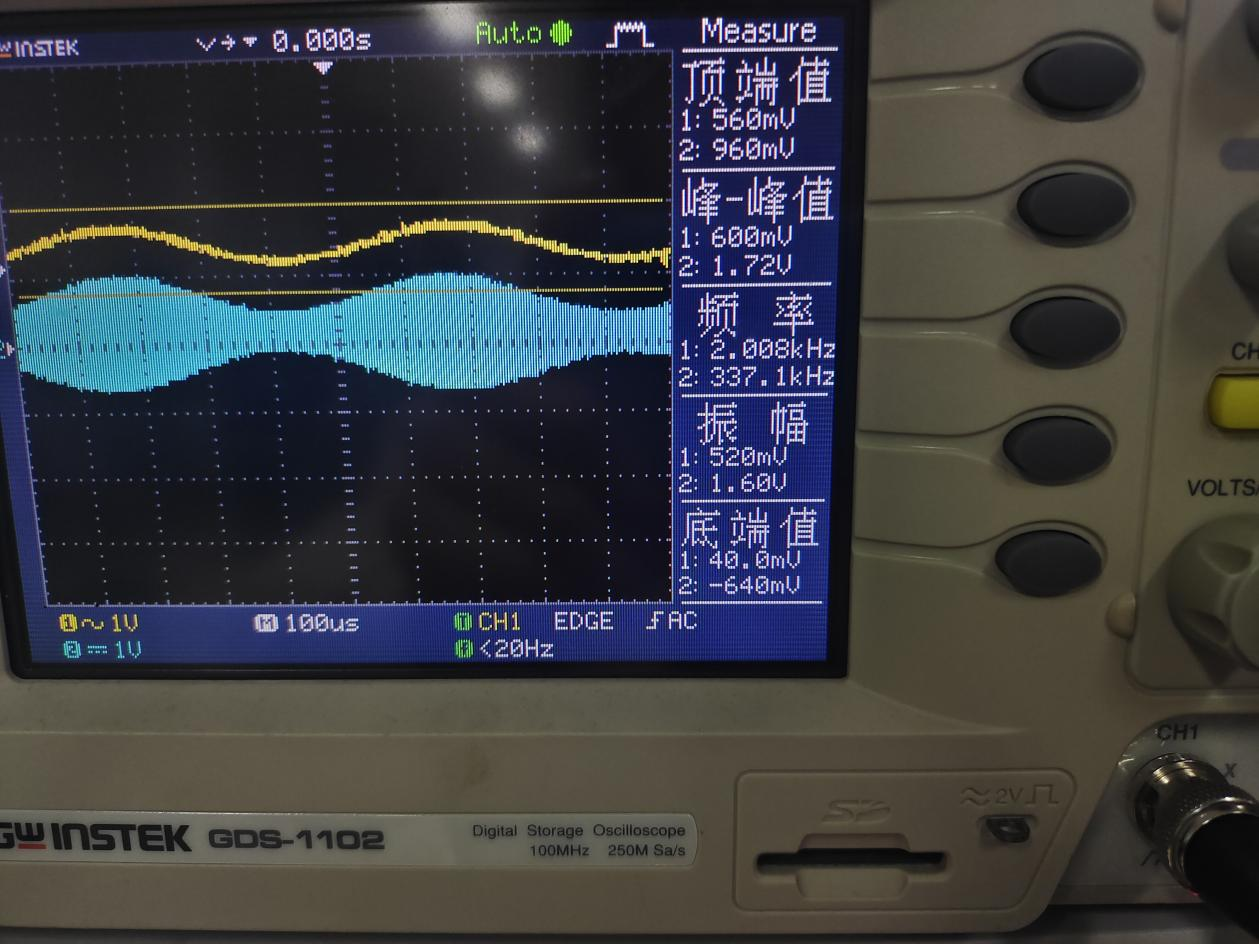 GW INSTEK 0.000s Auto
Measure
顶端值
1: 560mV
2: 960mV
峰-峰值
1: 600mV
2: 1.72V
频率
1: 2.008kHz
2: 337.1kHz
振幅
1: 520mV
2: 1.60V
底端值
1: 40.0mV
2: -640mV
1 ~ 1V M 100us T CH1 EDGE AC
2 1V F <20Hz
CH
VOLTS/
CH1
X
SD
≈2V
GW INSTEK GDS-1102
Digital Storage Oscilloscope
100MHz 250M Sa/s